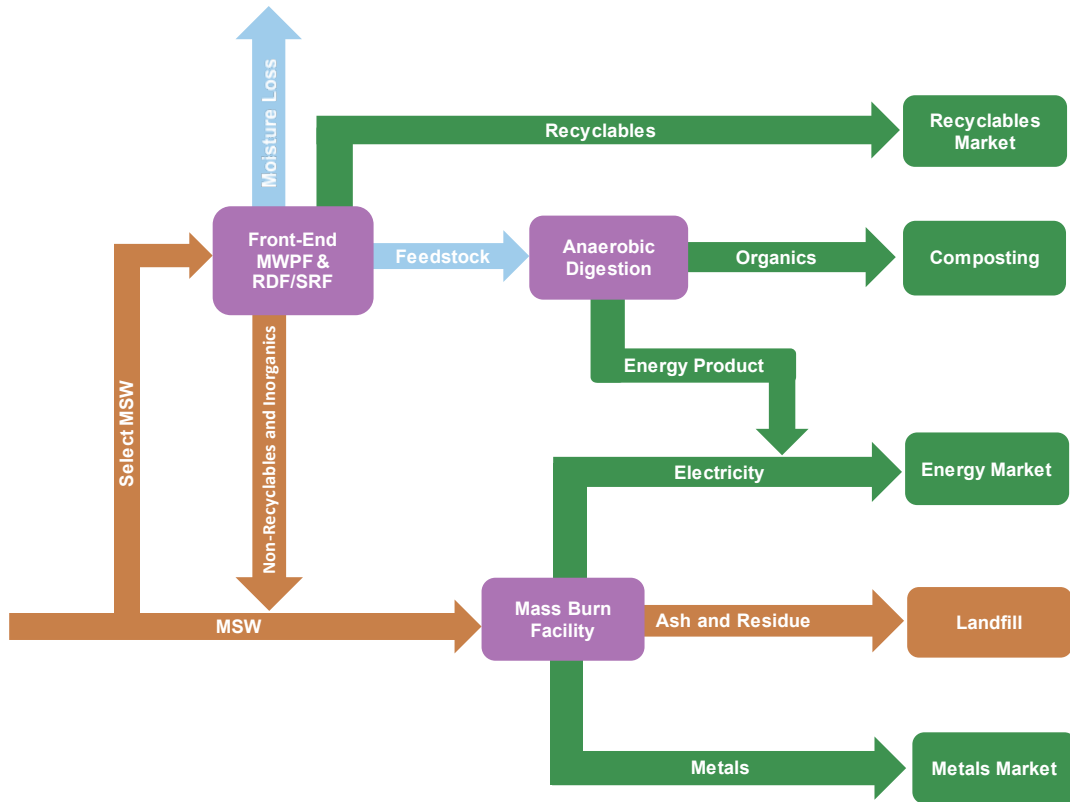 Moisture Loss
Recyclables
Recyclables
Market
Front-End
MWPF &
RDF/SRF
Feedstock
Anaerobic
Digestion
Organics
Composting
Energy Product
Select MSW
Non-Recyclables and Inorganics
Electricity
Energy Market
MSW
Mass Burn
Facility
Ash and Residue
Landfill
Metals
Metals Market